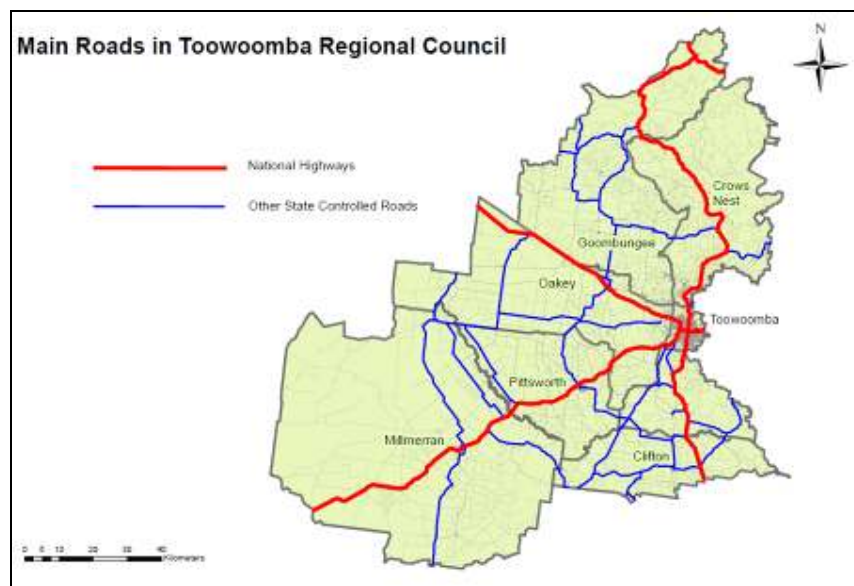 Main Roads in Toowoomba Regional Council
N
National Highways
Other State Controlled Roads
Crows
Nest
Goombungee
Oakey
Toowoomba
Pittsworth
Millmerran
Clifton
0 5 10 20 30 40
Kilometers